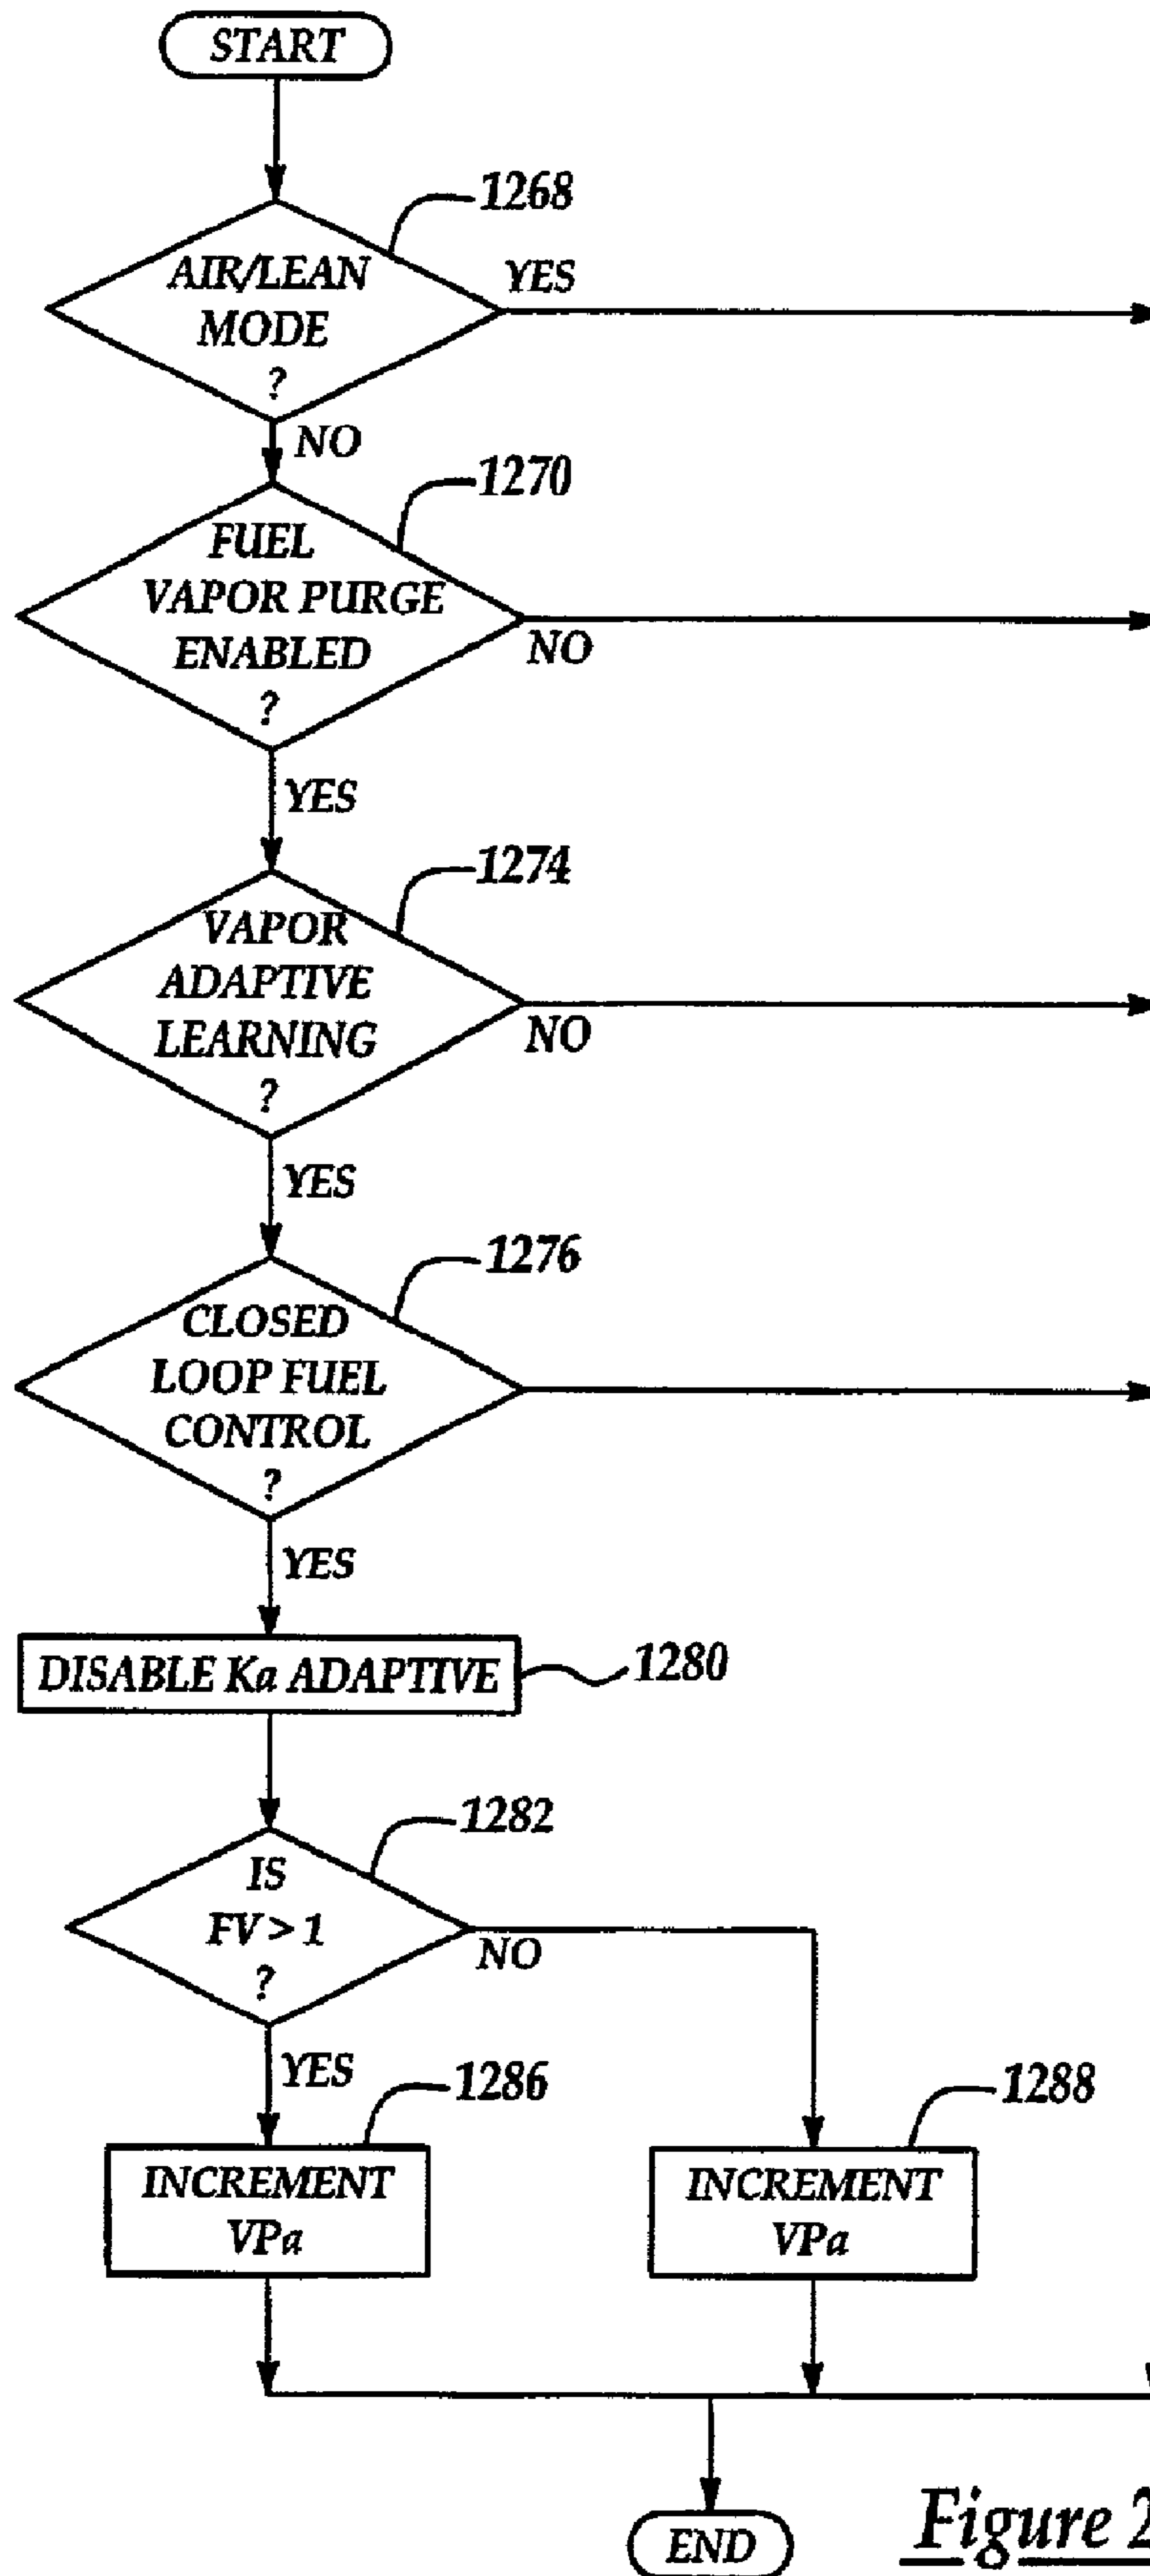 START
1268
AIR/LEAN
MODE
?
YES
NO
1270
FUEL
VAPOR PURGE
ENABLED
?
NO
YES
1274
VAPOR
ADAPTIVE
LEARNING
?
NO
YES
1276
CLOSED
LOOP FUEL
CONTROL
?
YES
DISABLE Ka ADAPTIVE
1280
1282
IS
FV > 1
?
NO
YES
1286
1288
INCREMENT
VPa
INCREMENT
VPa
END
Figure 2